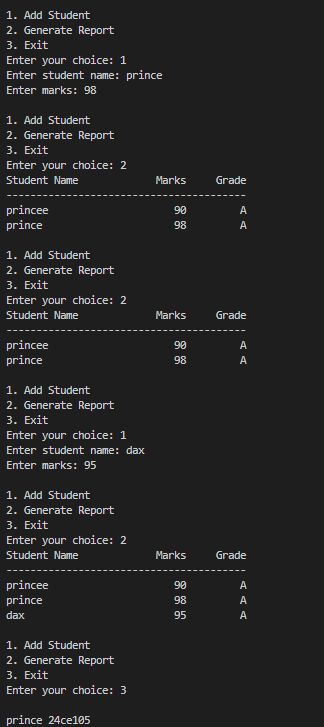 1. Add Student
2. Generate Report
3. Exit
Enter your choice: 1
Enter student name: prince
Enter marks: 98

1. Add Student
2. Generate Report
3. Exit
Enter your choice: 2
Student Name             Marks     Grade
----------------------------------------
princee                     90         A
prince                      98         A

1. Add Student
2. Generate Report
3. Exit
Enter your choice: 2
Student Name             Marks     Grade
----------------------------------------
princee                     90         A
prince                      98         A

1. Add Student
2. Generate Report
3. Exit
Enter your choice: 1
Enter student name: dax
Enter marks: 95

1. Add Student
2. Generate Report
3. Exit
Enter your choice: 2
Student Name             Marks     Grade
----------------------------------------
princee                     90         A
prince                      98         A
dax                         95         A

1. Add Student
2. Generate Report
3. Exit
Enter your choice: 3

prince 24ce105